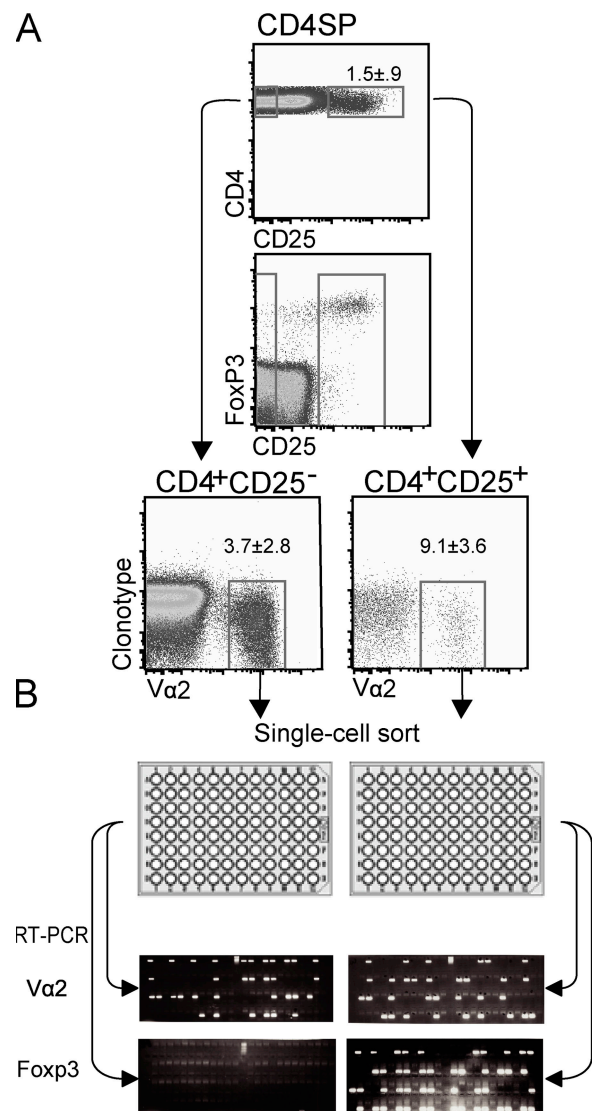 A
CD4SP
1.5±.9
CD4
CD25
FoxP3
CD25
CD4+CD25-
CD4+CD25+
3.7±2.8
9.1±3.6
Clonotype
Vα2
Vα2
B
Single-cell sort
RT-PCR
Vα2
Foxp3